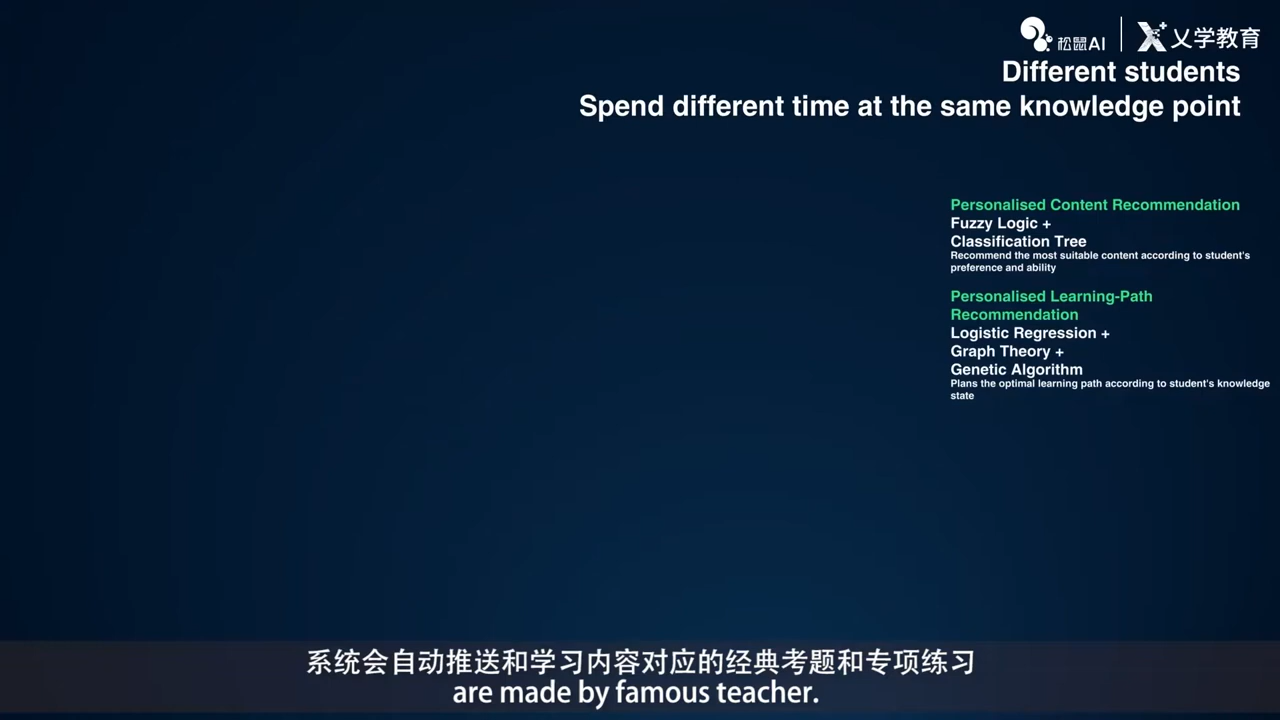 松鼠AI
乂学教育
Different students
Spend different time at the same knowledge point
Personalised Content Recommendation
Fuzzy Logic +
Classification Tree
Recommend the most suitable content according to student's
preference and ability
Personalised Learning-Path
Recommendation
Logistic Regression +
Graph Theory +
Genetic Algorithm
Plans the optimal learning path according to student's knowledge
state
系统会自动推送和学习内容对应的经典考题和专项练习
are made by famous teacher.